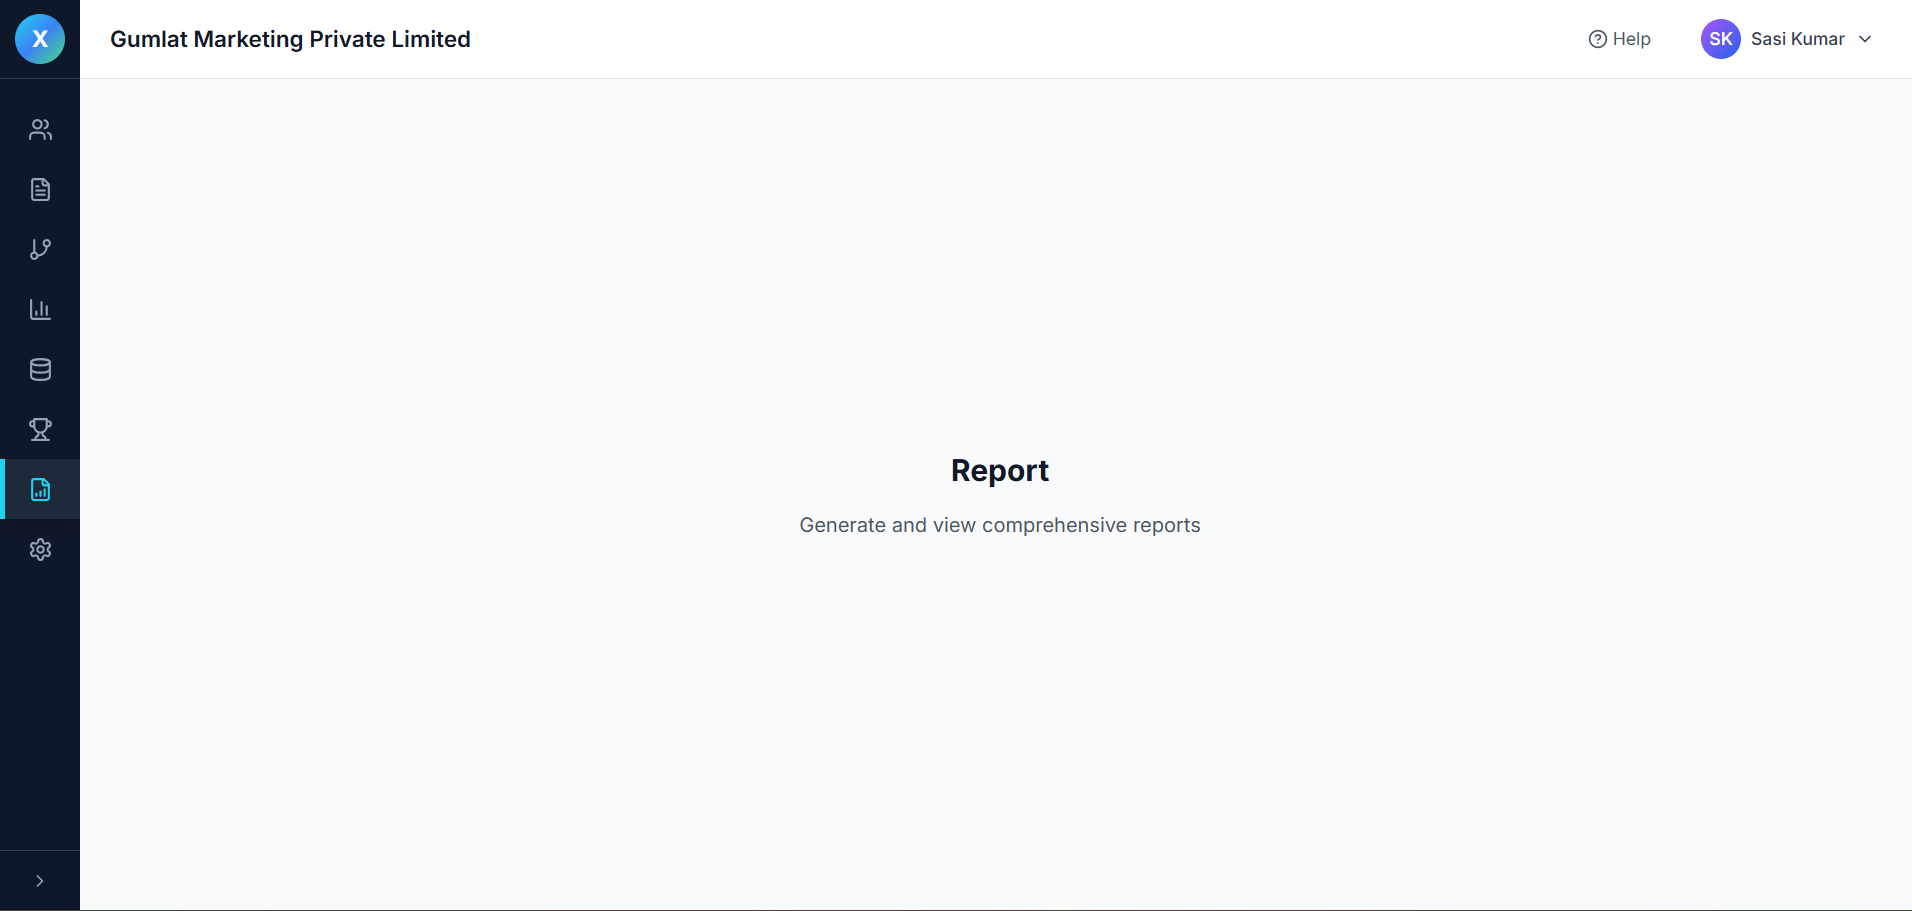 X
Gumlat Marketing Private Limited
Help
SK
Sasi Kumar
Report
Generate and view comprehensive reports